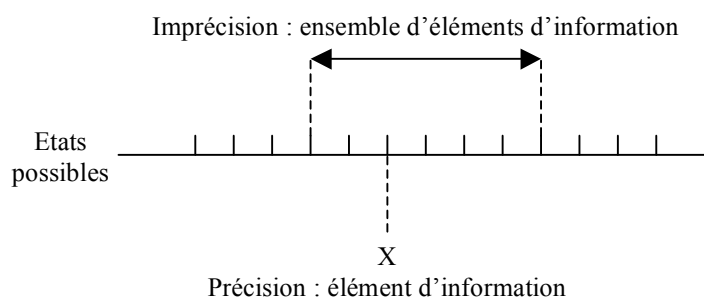 Imprécision : ensemble d’éléments d’information
Etats
possibles
X
Précision : élément d’information